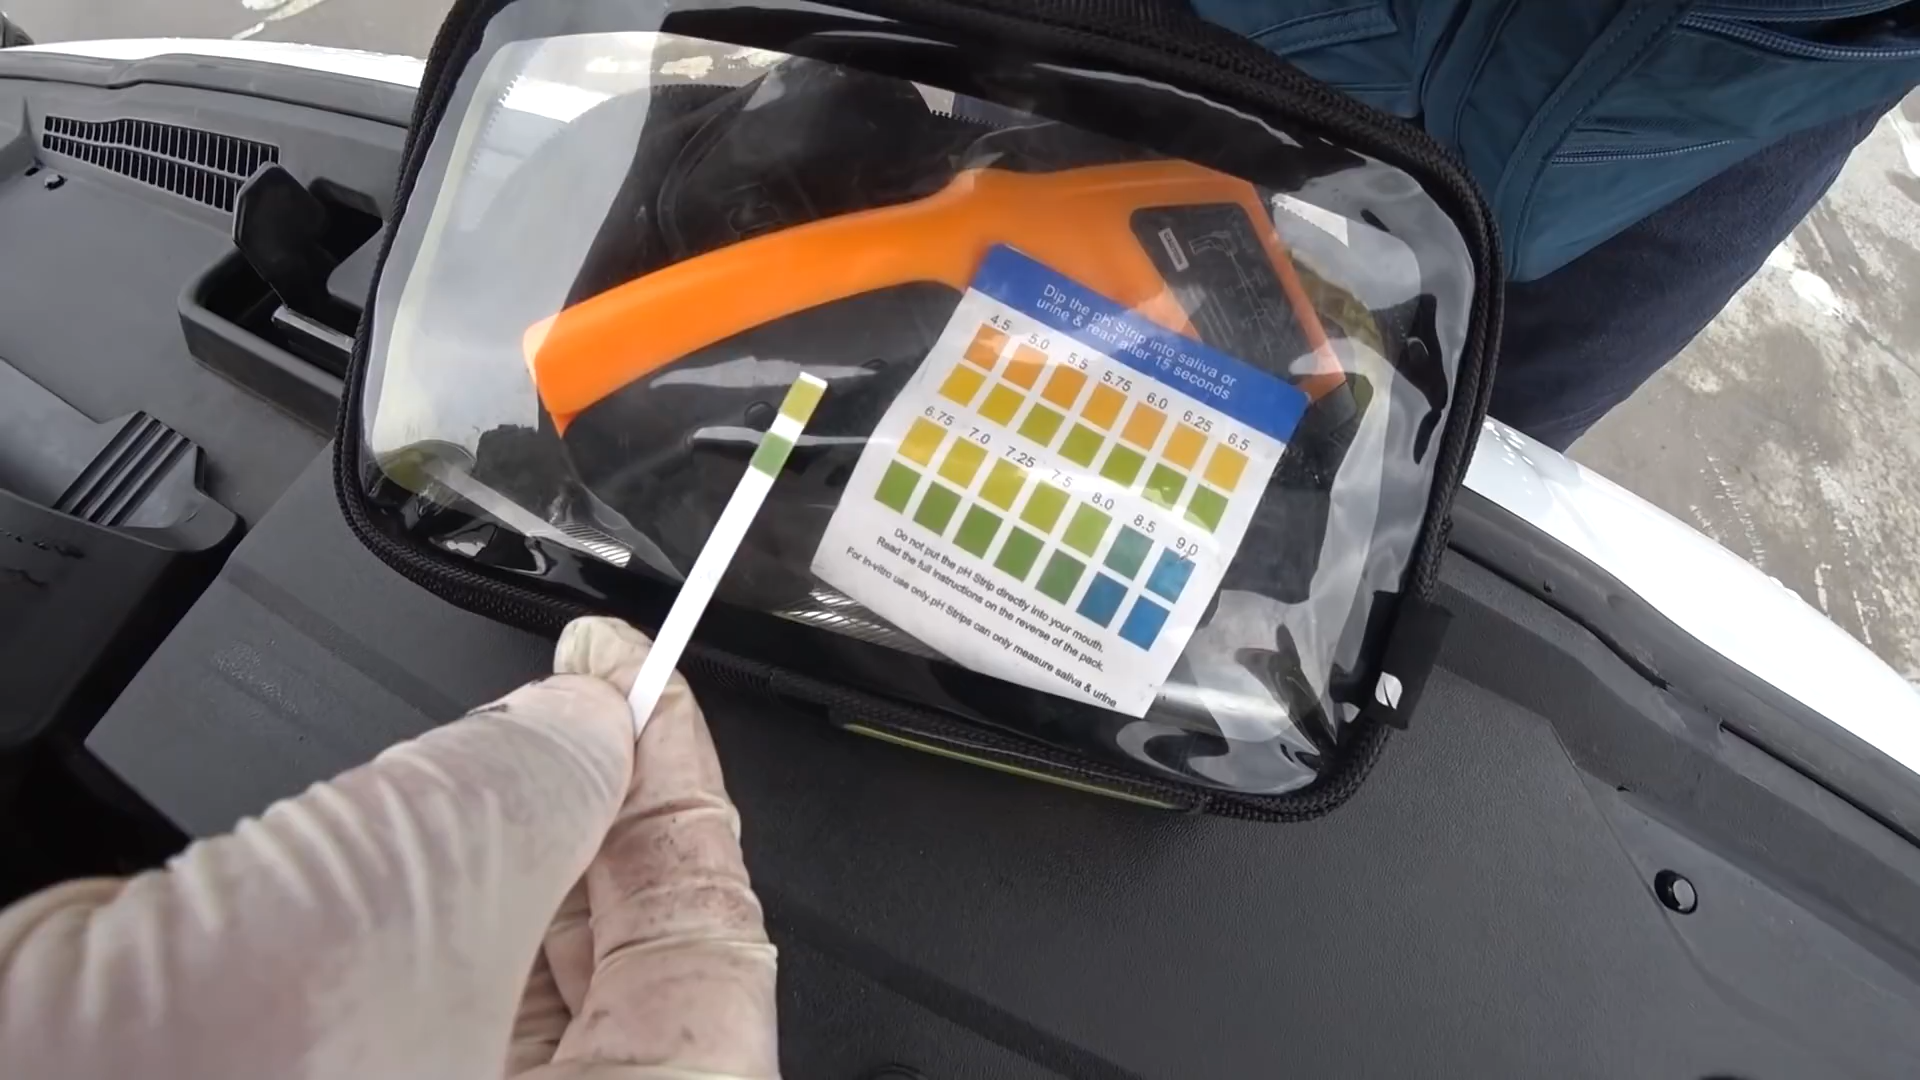 Dip the pH Strip into saliva or
urine & read after 15 seconds
4.5 5.0 5.5 5.75 6.0 6.25 6.5
6.75 7.0 7.25 7.5 8.0 8.5 9.0
Do not put the pH Strip directly into your mouth.
Read the full instructions on the reverse of the pack.
For in-vitro use only.pH Strips can only measure saliva & urine